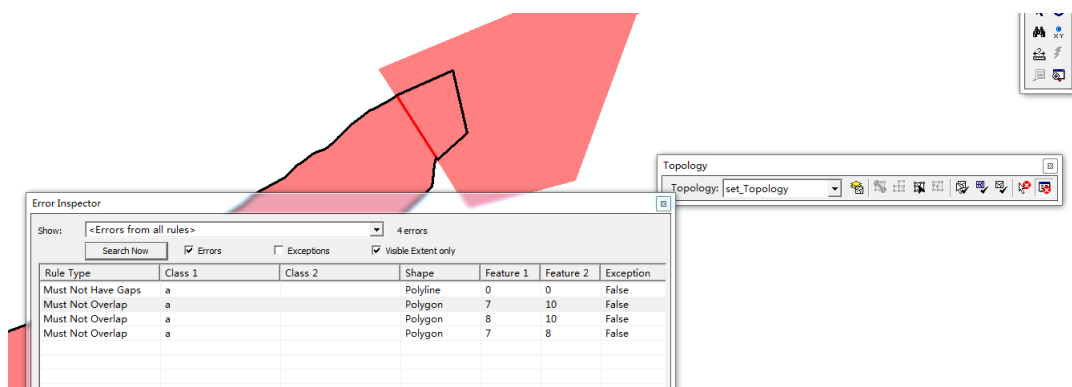 XY
Topology
Topology: set_Topology
Error Inspector
Show: <Errors from all rules> 4 errors
Search Now Errors Exceptions Visible Extent only
Rule Type Class 1 Class 2 Shape Feature 1 Feature 2 Exception
Must Not Have Gaps a Polyline 0 0 False
Must Not Overlap a Polygon 7 10 False
Must Not Overlap a Polygon 8 10 False
Must Not Overlap a Polygon 7 8 False